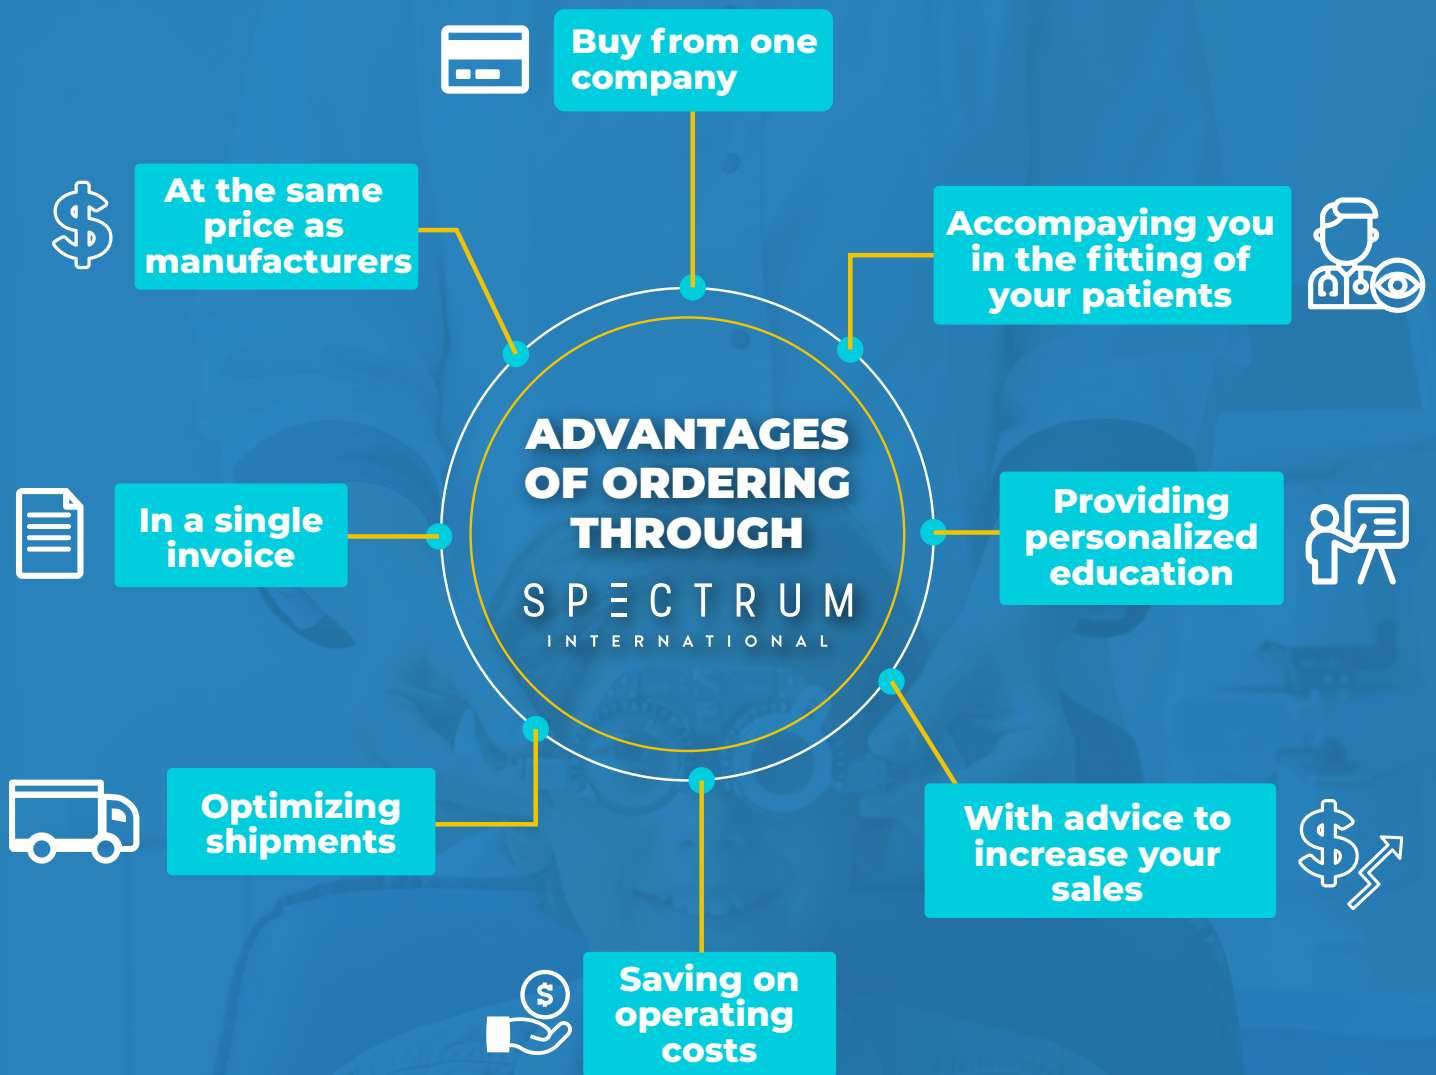 Buy from one
company
At the same
price as
manufacturers
Accompaying you
in the fitting of
your patients
ADVANTAGES
OF ORDERING
THROUGH
SPECTRUM
INTERNATIONAL
In a single
invoice
Providing
personalized
education
Optimizing
shipments
With advice to
increase your
sales
Saving on
operating
costs
$
$
$